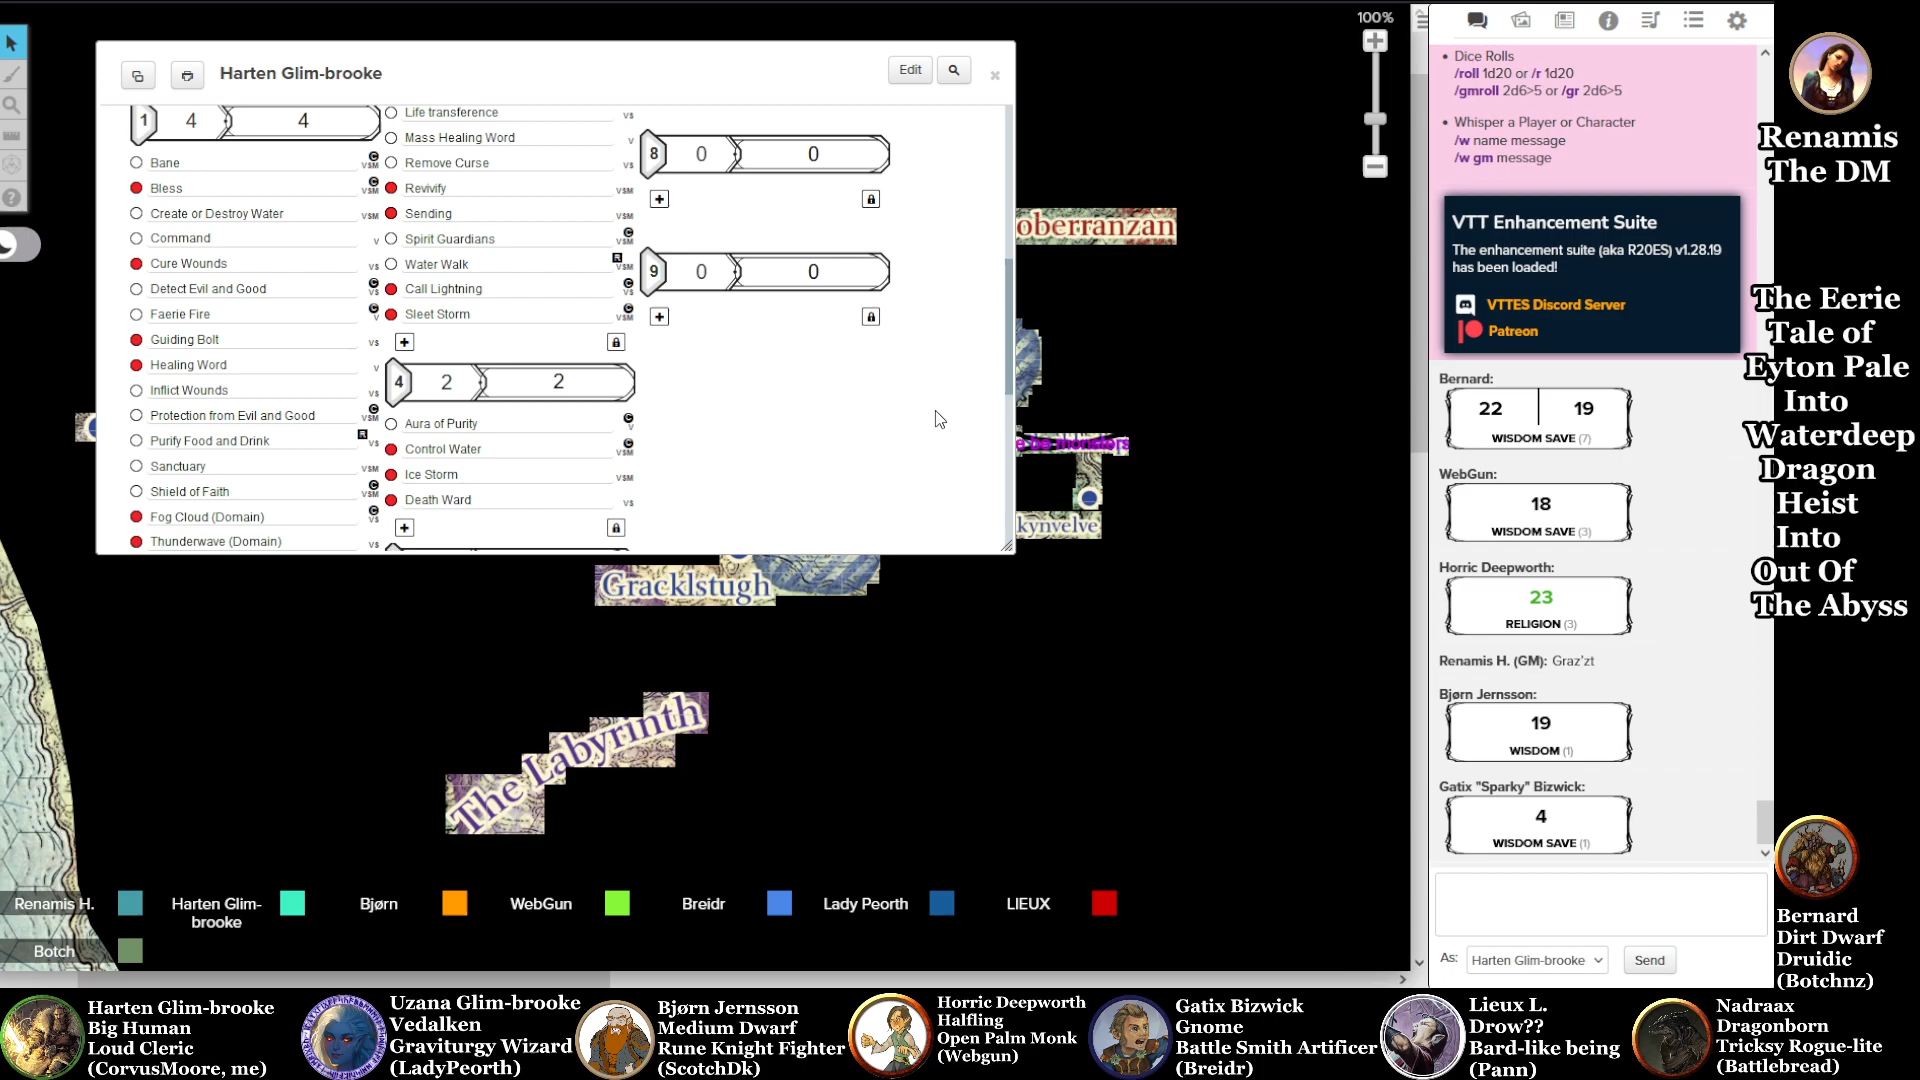 100%
Harten Glim-brooke
Edit
1
4
4
Bane
Bless
Create or Destroy Water
Command
Cure Wounds
Detect Evil and Good
Faerie Fire
Guiding Bolt
Healing Word
Inflict Wounds
Protection from Evil and Good
Purify Food and Drink
Sanctuary
Shield of Faith
Fog Cloud (Domain)
Thunderwave (Domain)
Life transference
Mass Healing Word
Remove Curse
Revivify
Sending
Spirit Guardians
Water Walk
Call Lightning
Sleet Storm
4
2
2
Aura of Purity
Control Water
Ice Storm
Death Ward
8
0
0
9
0
0
oberranzan
kynvelve
Gracklstugh
The Labyrinth
Renamis H.
Harten Glim-
brooke
Bjørn
WebGun
Breidr
Lady Peorth
LIEUX
Botch
• Dice Rolls
/roll 1d20 or /r 1d20
/gmroll 2d6>5 or /gr 2d6>5
• Whisper a Player or Character
/w name message
/w gm message
VTT Enhancement Suite
The enhancement suite (aka R20ES) v1.28.19
has been loaded!
VTTES Discord Server
Patreon
Bernard:
22
19
WISDOM SAVE (7)
WebGun:
18
WISDOM SAVE (3)
Horric Deepworth:
23
RELIGION (3)
Renamis H. (GM): Graz'zt
Bjørn Jernsson:
19
WISDOM (1)
Gatix "Sparky" Bizwick:
4
WISDOM SAVE (1)
As:
Harten Glim-brooke
Send
Renamis
The DM
The Eerie
Tale of
Eyton Pale
Into
Waterdeep
Dragon
Heist
Into
Out Of
The Abyss
Bernard
Dirt Dwarf
Druidic
(Botchnz)
Harten Glim-brooke
Big Human
Loud Cleric
(CorvusMoore, me)
Uzana Glim-brooke
Vedalken
Graviturgy Wizard
(LadyPeorth)
Bjørn Jernsson
Medium Dwarf
Rune Knight Fighter
(ScotchDk)
Horric Deepworth
Halfling
Open Palm Monk
(Webgun)
Gatix Bizwick
Gnome
Battle Smith Artificer
(Breidr)
Lieux L.
Drow??
Bard-like being
(Pann)
Nadraax
Dragonborn
Tricksy Rogue-lite
(Battlebread)